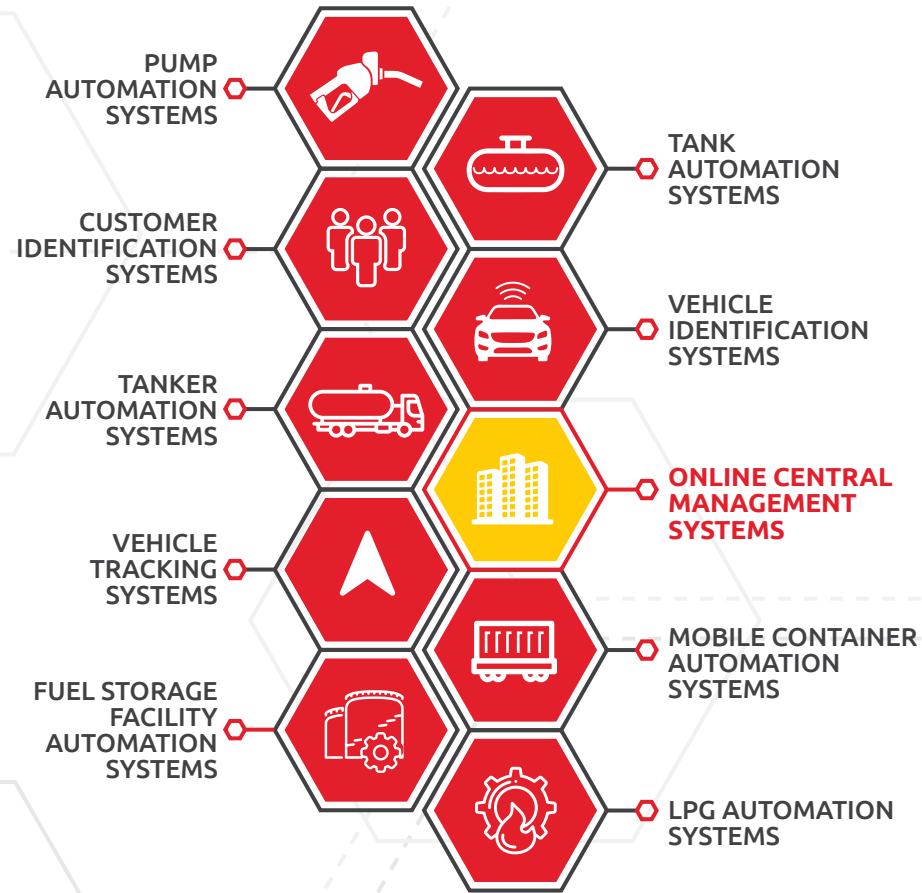 PUMP
AUTOMATION
SYSTEMS
TANK
AUTOMATION
SYSTEMS
CUSTOMER
IDENTIFICATION
SYSTEMS
VEHICLE
IDENTIFICATION
SYSTEMS
TANKER
AUTOMATION
SYSTEMS
ONLINE CENTRAL
MANAGEMENT
SYSTEMS
VEHICLE
TRACKING
SYSTEMS
MOBILE CONTAINER
AUTOMATION
SYSTEMS
FUEL STORAGE
FACILITY
AUTOMATION
SYSTEMS
LPG AUTOMATION
SYSTEMS